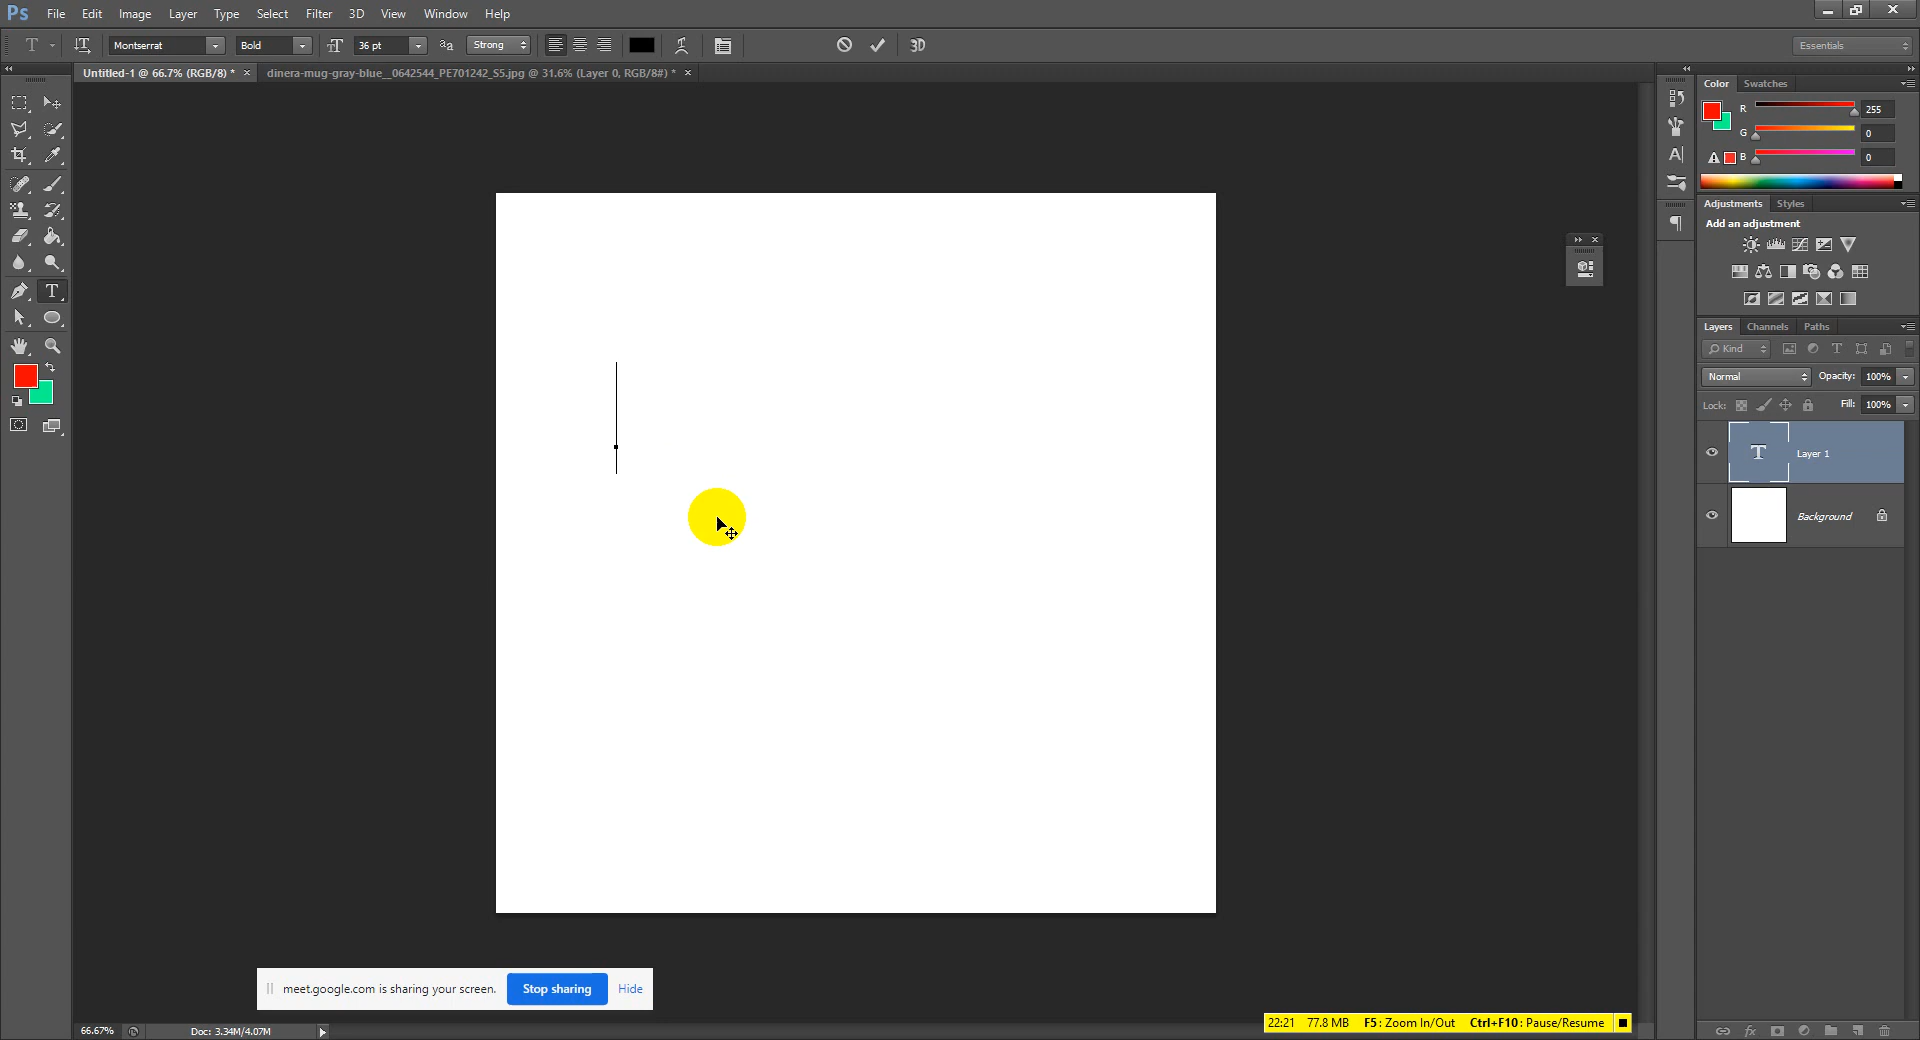 Ps File Edit Image Layer Type Select Filter 3D View Window Help
T Montserrat Bold 36 pt Strong 3D Essentials
Untitled-1 @ 66.7% (RGB/8) * × dinera-mug-gray-blue__0642544_PE701242_S5.jpg @ 31.6% (Layer 0, RGB/8#) * ×
Color Swatches
R 255
G 0
B 0
Adjustments Styles
Add an adjustment
Layers Channels Paths
Kind
Normal Opacity: 100%
Lock: Fill: 100%
T Layer 1
Background
meet.google.com is sharing your screen. Stop sharing Hide
22:21 77.8 MB F5: Zoom In/Out Ctrl+F10: Pause/Resume
66.67% Doc: 3.34M/4.07M